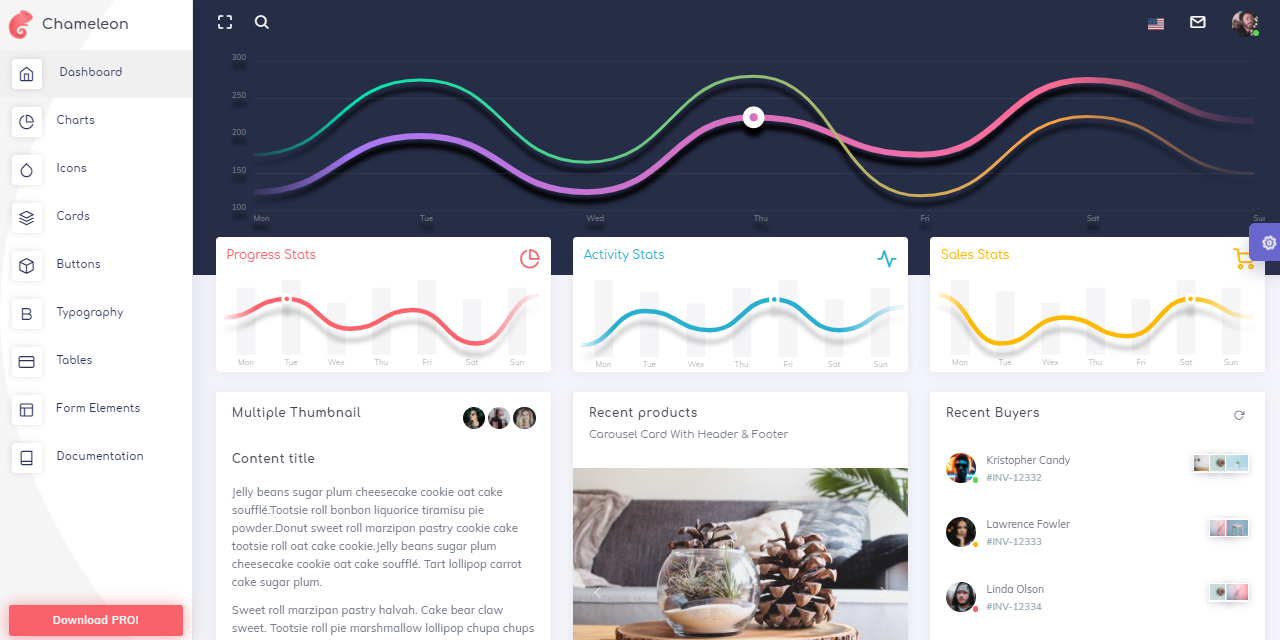 Chameleon
Dashboard
Charts
Icons
Cards
Buttons
Typography
Tables
Form Elements
Documentation
Download PRO!
300
250
200
150
100
Mon Tue Wed Thu Fri Sat Sun
Progress Stats
Mon Tue Wex Thu Fri Sat Sun
Activity Stats
Mon Tue Wex Thu Fri Sat Sun
Sales Stats
Mon Tue Wex Thu Fri Sat Sun
Multiple Thumbnail
Content title
Jelly beans sugar plum cheesecake cookie oat cake
soufflé.Tootsie roll bonbon liquorice tiramisu pie
powder.Donut sweet roll marzipan pastry cookie cake
tootsie roll oat cake cookie.Jelly beans sugar plum
cheesecake cookie oat cake soufflé. Tart lollipop carrot
cake sugar plum.
Sweet roll marzipan pastry halvah. Cake bear claw
sweet. Tootsie roll pie marshmallow lollipop chupa chups
Recent products
Carousel Card With Header & Footer
Recent Buyers
Kristopher Candy
#INV-12332
Lawrence Fowler
#INV-12333
Linda Olson
#INV-12334